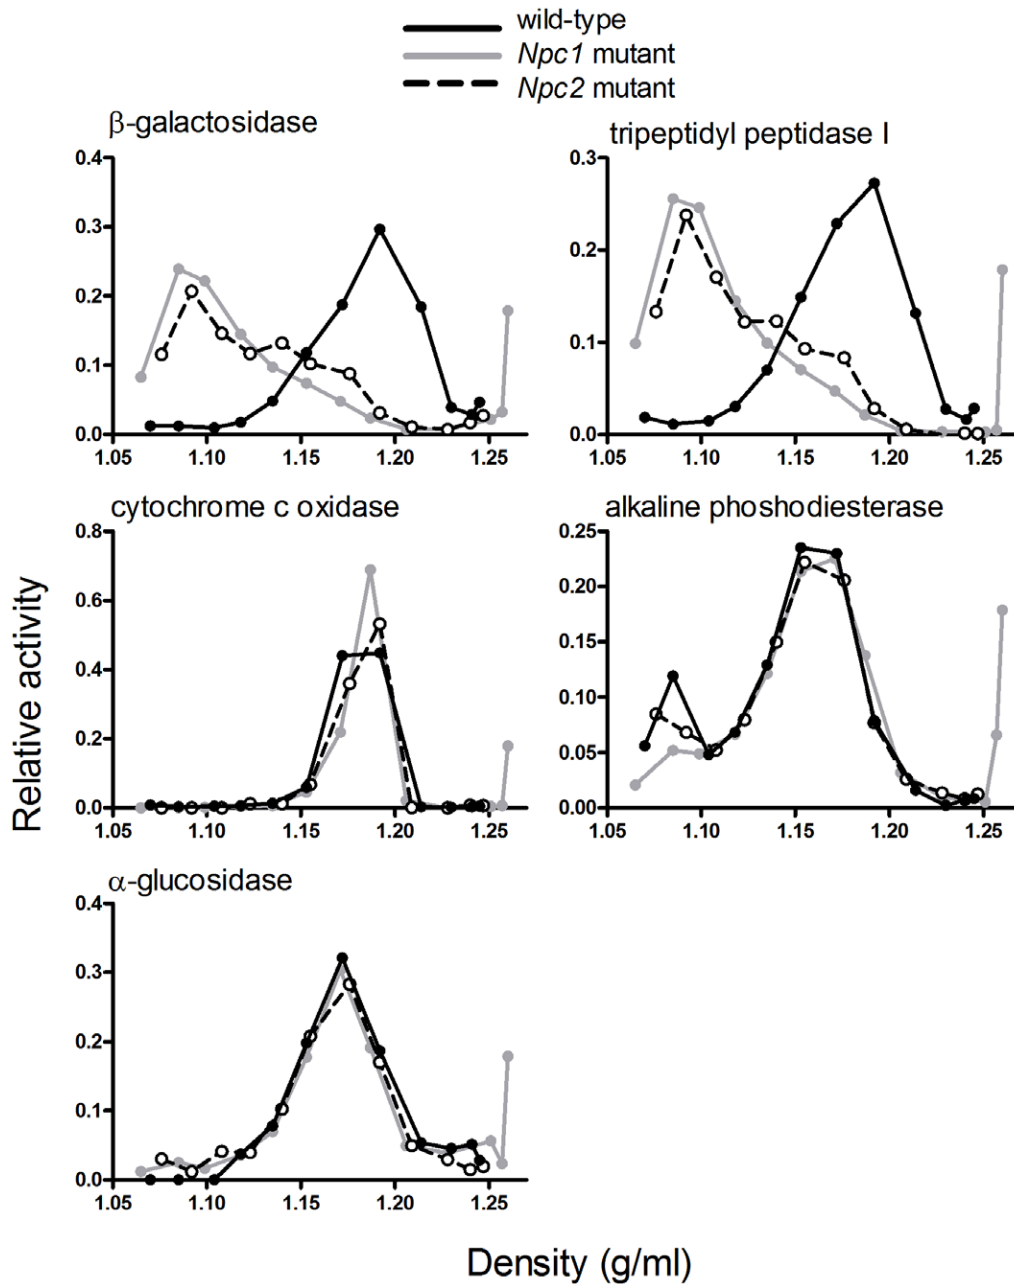 wild-type
Npc1 mutant
Npc2 mutant
β-galactosidase
0.4
0.3
0.2
0.1
0.0
1.05 1.10 1.15 1.20 1.25
tripeptidyl peptidase I
0.3
0.2
0.1
0.0
1.05 1.10 1.15 1.20 1.25
cytochrome c oxidase
0.8
0.6
0.4
0.2
0.0
1.05 1.10 1.15 1.20 1.25
alkaline phoshodiesterase
0.25
0.20
0.15
0.10
0.05
0.00
1.05 1.10 1.15 1.20 1.25
α-glucosidase
0.4
0.3
0.2
0.1
0.0
1.05 1.10 1.15 1.20 1.25
Relative activity
Density (g/ml)